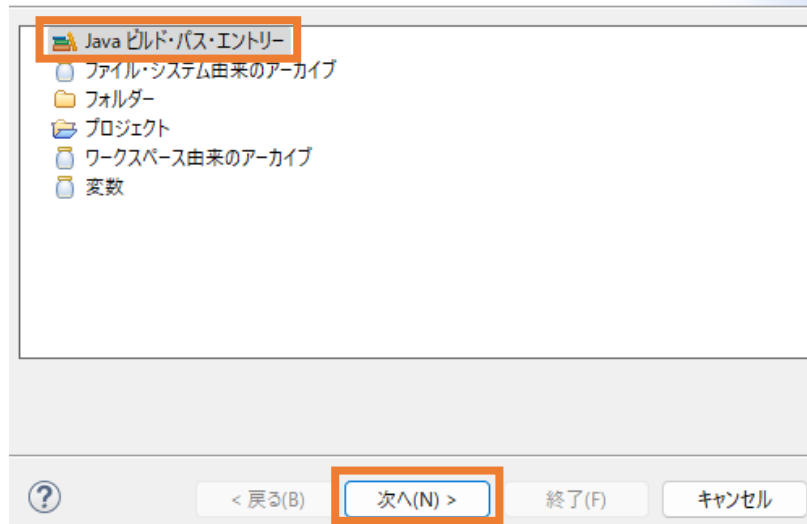 Java ビルド・パス・エントリー
ファイル・システム由来のアーカイブ
フォルダー
プロジェクト
ワークスペース由来のアーカイブ
変数
?
< 戻る(B) 次へ(N) > 終了(F) キャンセル